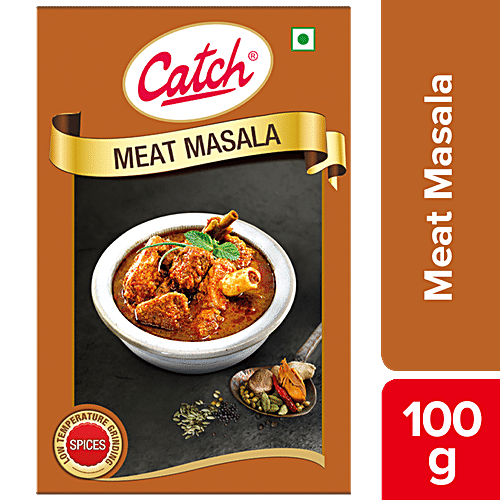 Catch®
MEAT MASALA
LOW TEMPERATURE GRINDING
SPICES
Meat Masala
100
g